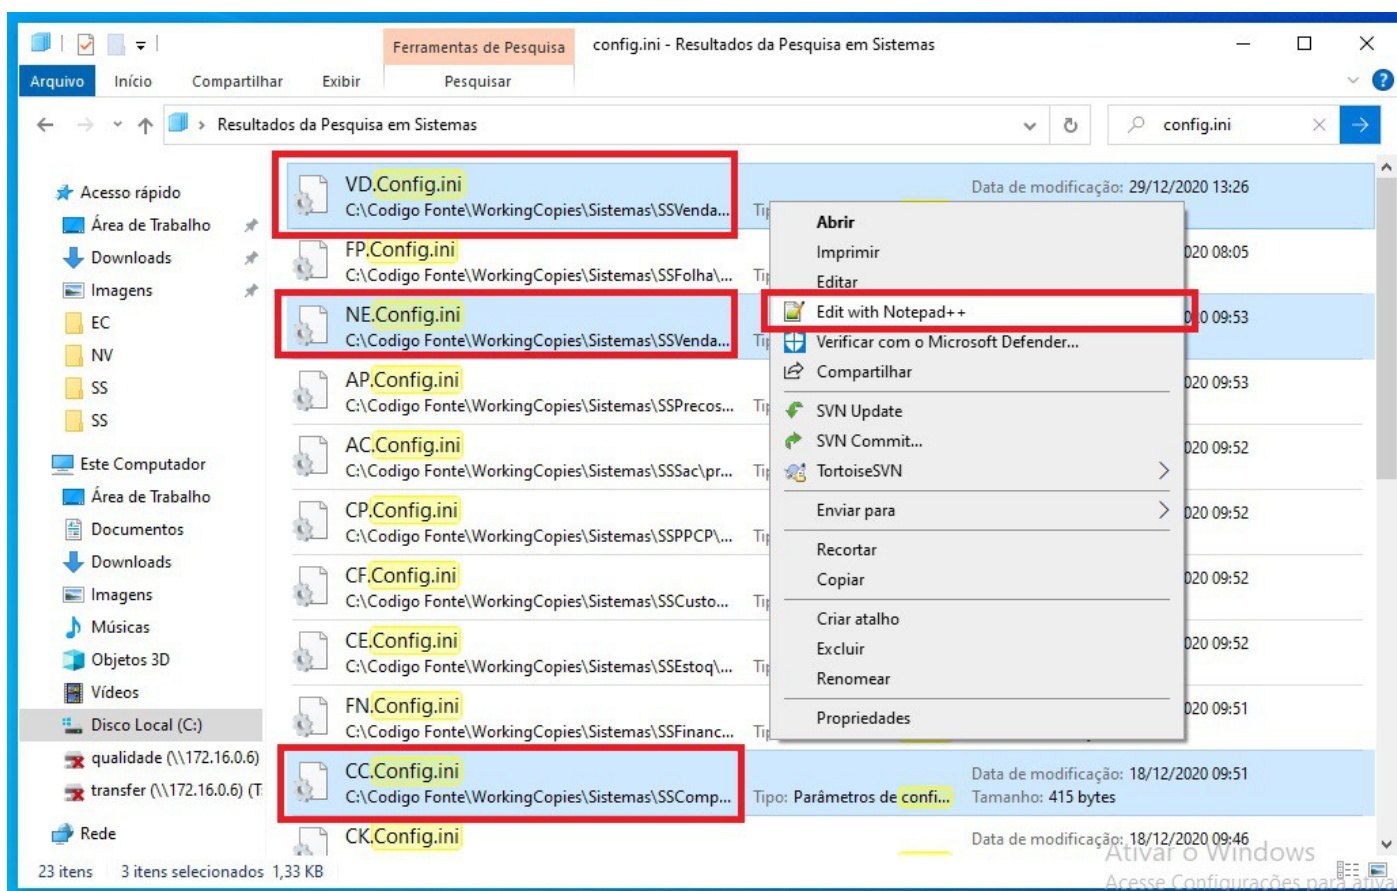 Ferramentas de Pesquisa config.ini - Resultados da Pesquisa em Sistemas
Arquivo Início Compartilhar Exibir Pesquisar
Resultados da Pesquisa em Sistemas config.ini
Acesso rápido
Área de Trabalho
Downloads
Imagens
EC
NV
SS
SS
Este Computador
Área de Trabalho
Documentos
Downloads
Imagens
Músicas
Objetos 3D
Vídeos
Disco Local (C:)
qualidade (\\172.16.0.6)
transfer (\\172.16.0.6) (T
Rede
VD.Config.ini Data de modificação: 29/12/2020 13:26
C:\Codigo Fonte\WorkingCopies\Sistemas\SSVenda...
FP.Config.ini 020 08:05
C:\Codigo Fonte\WorkingCopies\Sistemas\SSFolha\...
NE.Config.ini 09:53
C:\Codigo Fonte\WorkingCopies\Sistemas\SSVenda...
AP.Config.ini 020 09:53
C:\Codigo Fonte\WorkingCopies\Sistemas\SSPrecos...
AC.Config.ini 020 09:52
C:\Codigo Fonte\WorkingCopies\Sistemas\SSSac\pr...
CP.Config.ini 020 09:52
C:\Codigo Fonte\WorkingCopies\Sistemas\SSPPCP\...
CF.Config.ini 020 09:52
C:\Codigo Fonte\WorkingCopies\Sistemas\SSCusto...
CE.Config.ini 020 09:52
C:\Codigo Fonte\WorkingCopies\Sistemas\SSEstoq\...
FN.Config.ini 020 09:51
C:\Codigo Fonte\WorkingCopies\Sistemas\SSFinanc...
CC.Config.ini Data de modificação: 18/12/2020 09:51
C:\Codigo Fonte\WorkingCopies\Sistemas\SSComp... Tipo: Parâmetros de confi... Tamanho: 415 bytes
CK.Config.ini Data de modificação: 18/12/2020 09:46
Abrir
Imprimir
Editar
Edit with Notepad++
Verificar com o Microsoft Defender...
Compartilhar
SVN Update
SVN Commit...
TortoiseSVN
Enviar para
Recortar
Copiar
Criar atalho
Excluir
Renomear
Propriedades
Ativar o Windows
Acesse Configurações para ativa
23 itens 3 itens selecionados 1,33 KB